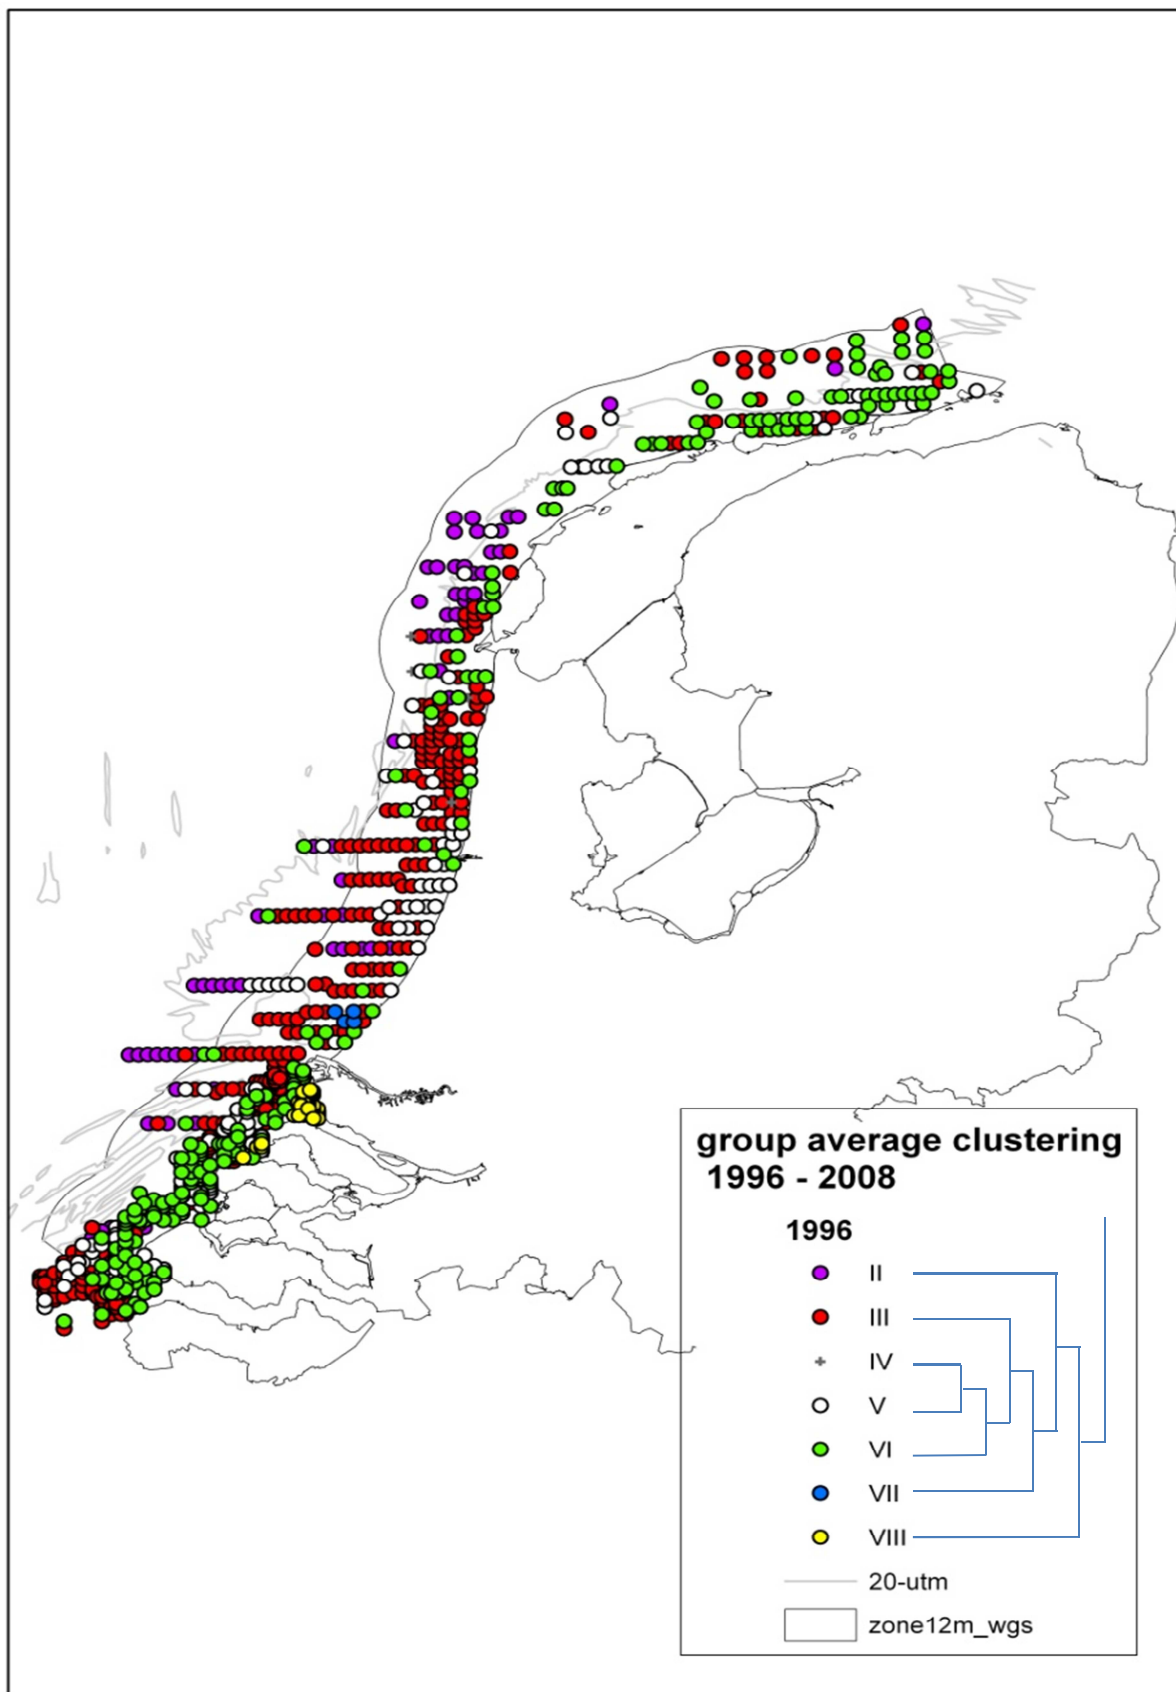 group average clustering
1996 - 2008
1996
II
III
IV
V
VI
VII
VIII
20-utm
zone12m_wgs